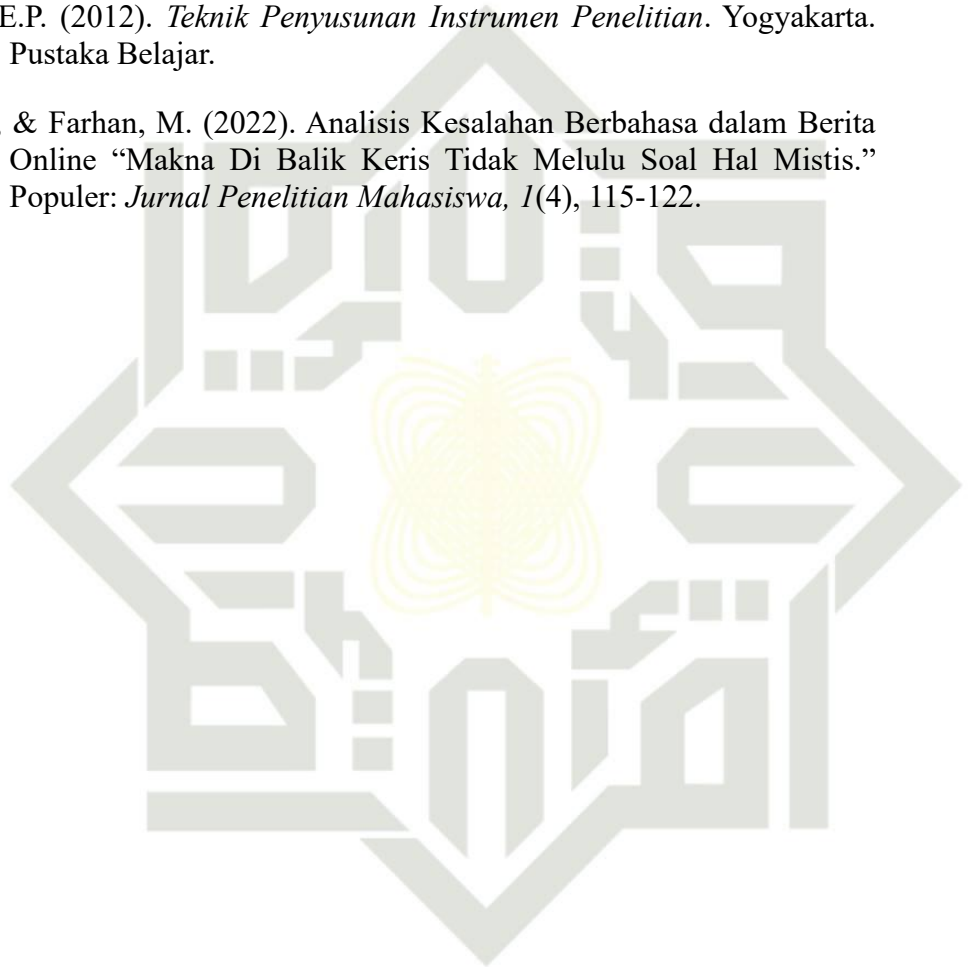 E.P. (2012). Teknik Penyusunan Instrumen Penelitian. Yogyakarta.
Pustaka Belajar.
& Farhan, M. (2022). Analisis Kesalahan Berbahasa dalam Berita
Online “Makna Di Balik Keris Tidak Melulu Soal Hal Mistis.”
Populer: Jurnal Penelitian Mahasiswa, 1(4), 115-122.